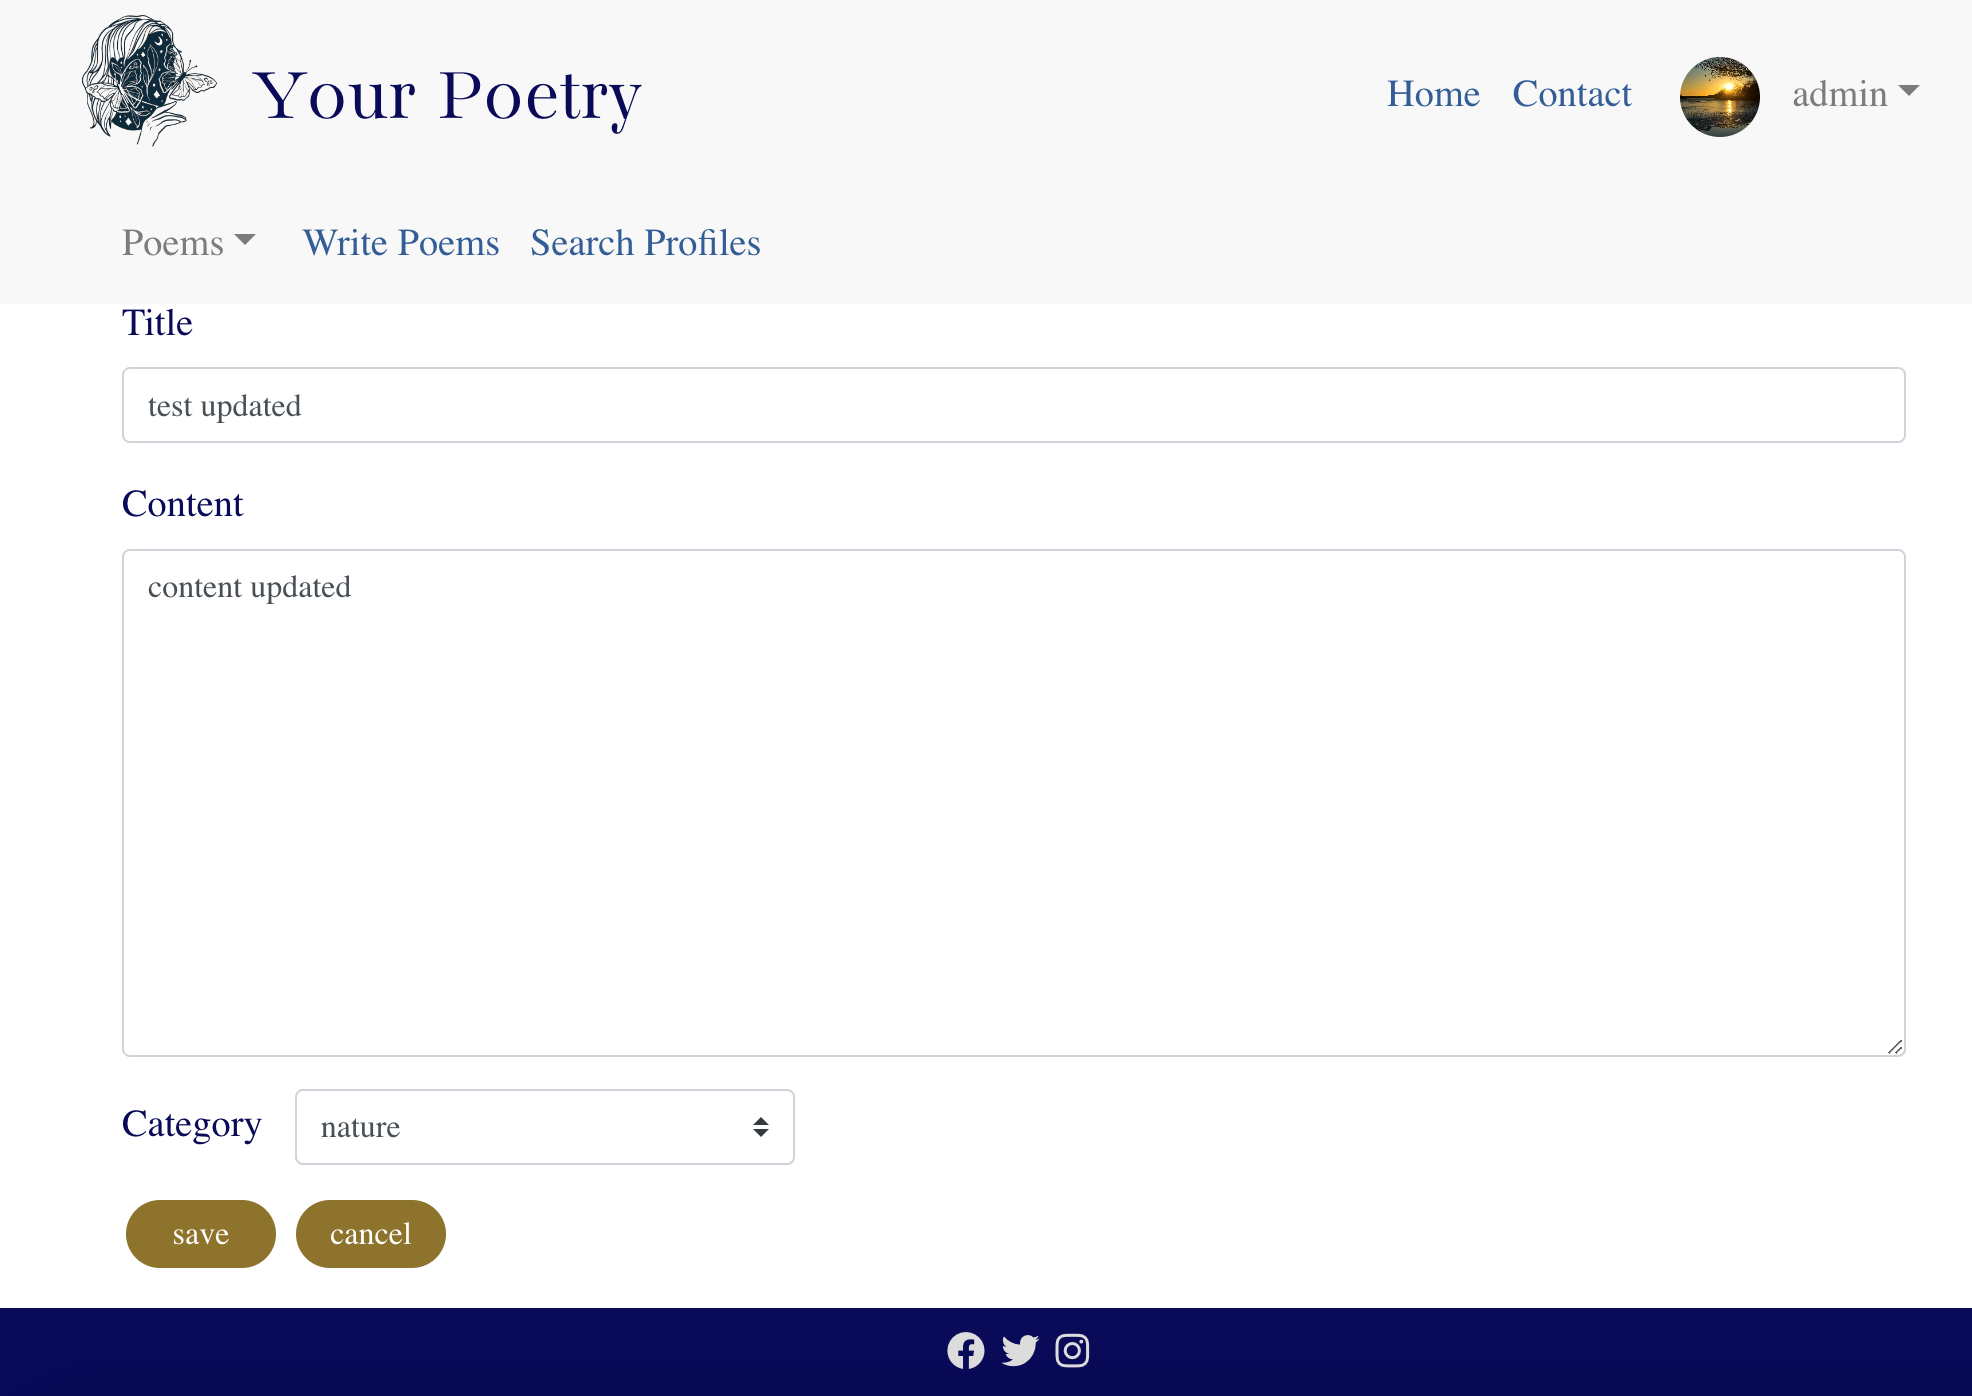 Your Poetry
Home Contact admin
Poems Write Poems Search Profiles
Title
test updated
Content
content updated
Category nature
save cancel